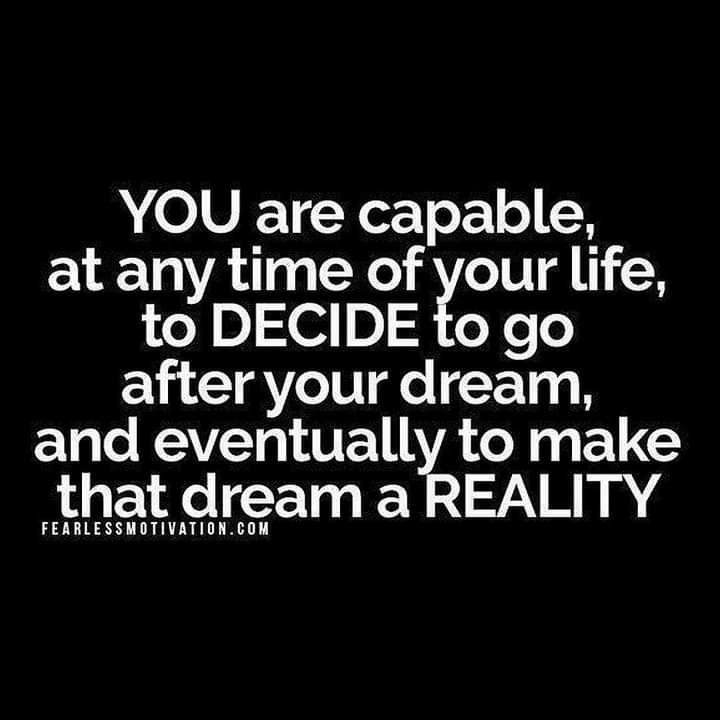 YOU are capable,
at any time of your life,
to DECIDE to go
after your dream,
and eventually to make
that dream a REALITY
FEARLESSMOTIVATION.COM